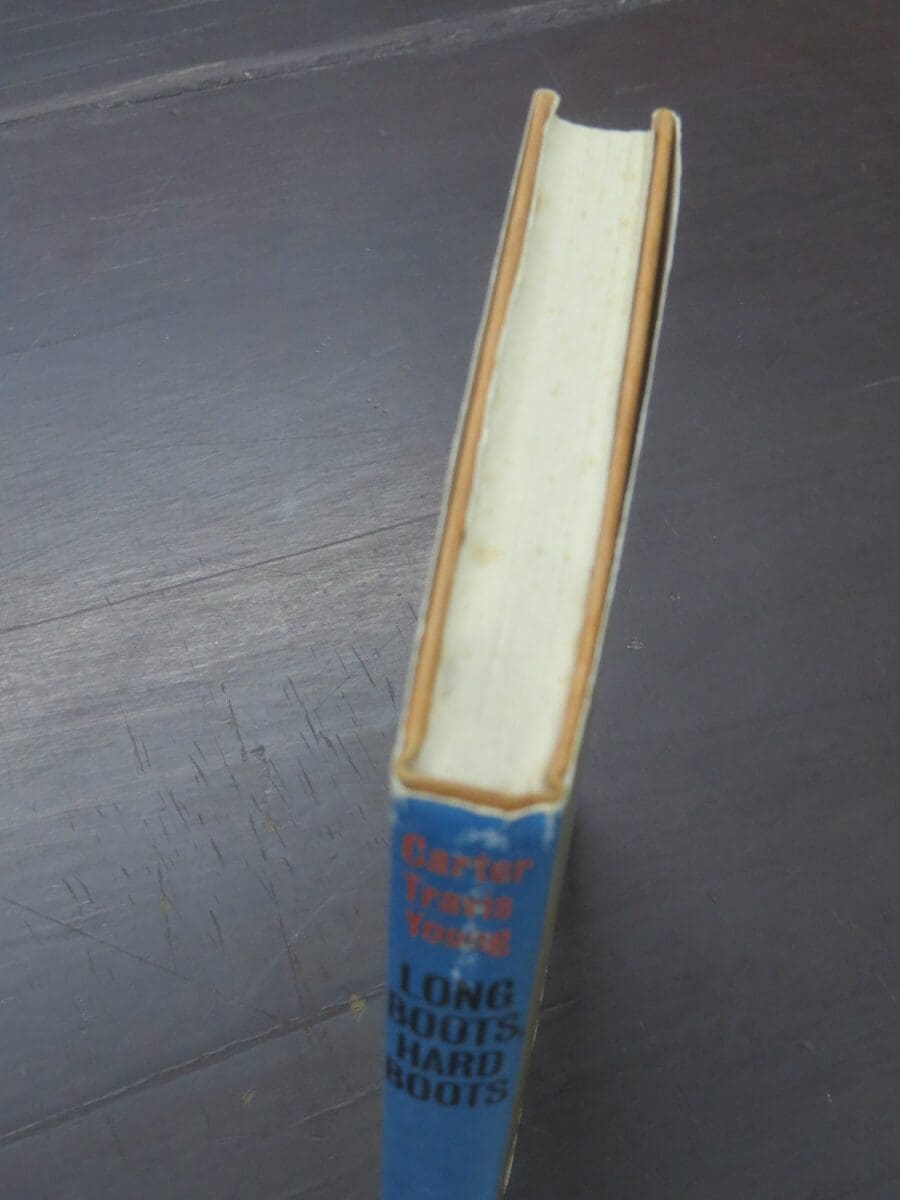 Carter
Travis
Young
LONG
BOOTS,
HARD
BOOTS